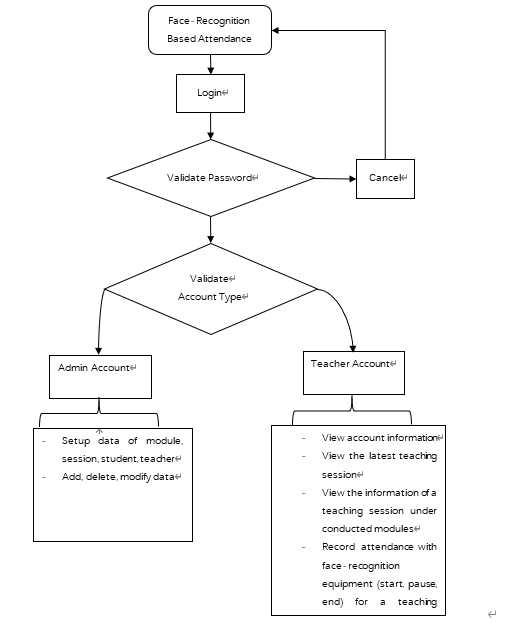 Face-Recognition
Based Attendance
Login
Validate Password
Cancel
Validate
Account Type
Admin Account
Teacher Account
- Setup data of module,
session, student, teacher
- Add, delete, modify data
- View account information
- View the latest teaching
session
- View the information of a
teaching session under
conducted modules
- Record attendance with
face-recognition
equipment (start, pause,
end) for a teaching